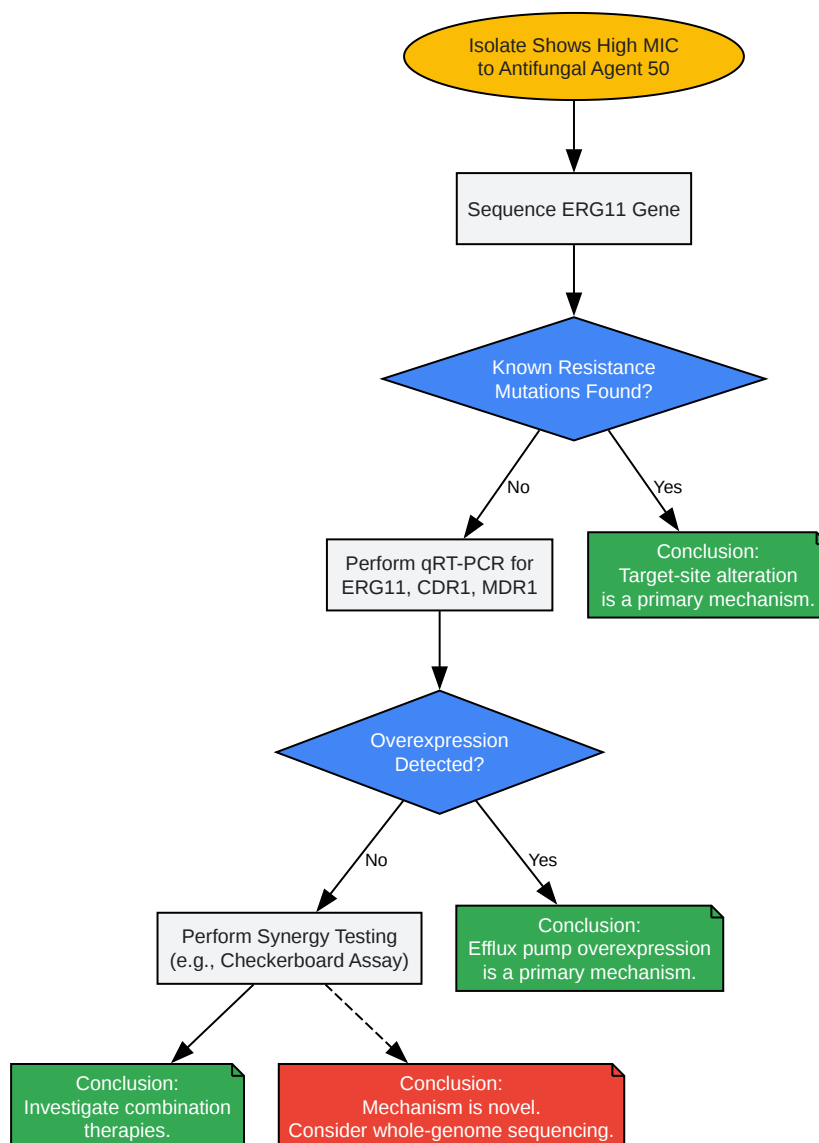 Isolate Shows High MIC
to Antifungal Agent 50
Sequence ERG11 Gene
Known Resistance
Mutations Found?
No
Yes
Perform qRT-PCR for
ERG11, CDR1, MDR1
Conclusion:
Target-site alteration
is a primary mechanism.
Overexpression
Detected?
No
Yes
Perform Synergy Testing
(e.g., Checkerboard Assay)
Conclusion:
Efflux pump overexpression
is a primary mechanism.
Conclusion:
Investigate combination
therapies.
Conclusion:
Mechanism is novel.
Consider whole-genome sequencing.